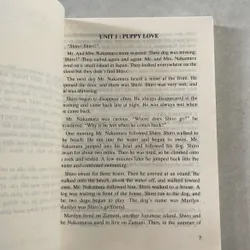 UNIT 1 : PUPPY LOVE
"Shiro! Shiro!"
Mr. And Mrs. Nakamura were worried. Their dog was missing.
"Shiro!" They called again and again. Mr. and Mrs. Nakamura
lived on a small island in Japan. They looked everywhere on the
island but they didn't find Shiro.
The next day Mr. Nakamura heard a noise at the front. He
opened the door, and there was Shiro. Shiro was very wet, and
he was shivering.
Shiro began to disappear often. He always disappeared in the
morning and came back late at night. He was always wet when
he came back.
Mr. Nakamura was curious. "Where does Shiro go?" he
wondered. "Why is he wet when he comes back?" he wondered.
One morning Mr. Nakamura followed Shiro. Shiro walked to
the beach. He ran into the water and began to swim. Mr.
Nakamura jumped into his boat and followed his dog. Shiro
swam for about two miles. Then he was tired, so he climbed onto
a rock and rested. A few minutes later he jumped back into the
water and continued swimming.
Shiro swam for three hours. Then he arrived at an island. He
walked onto the beach, shook the water off, and walked toward
town. Mr. Nakamura followed him. Shiro walked to a house. A
dog was waiting in front of the house. Shiro ran to the dog, and
the two dogs began to play. The dog's name was Marilyn.
Marilyn was Shiro's girlfriend.
Marilyn lived on Zamami, another Japanese island. Shiro and
the Nakamuras used to live on Zamami. Then, in the summer of